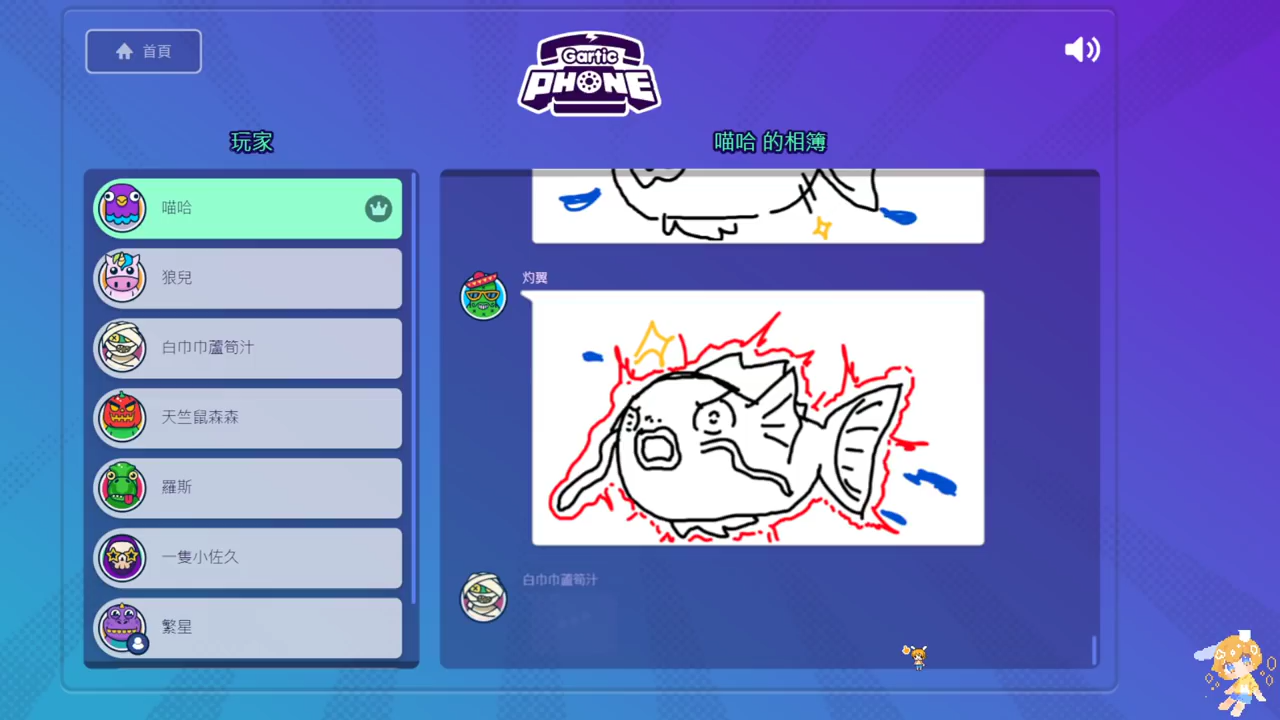 首頁
Gartic
PHONE
玩家
喵哈 的相簿
喵哈
狼兒
白巾巾蘆筍汁
天竺鼠森森
羅斯
一隻小佐久
繁星
灼翼
白巾巾蘆筍汁